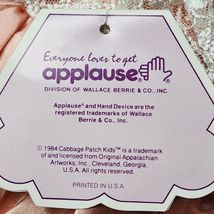 Everyone loves to get
applause®
DIVISION OF WALLACE BERRIE & CO., INC.
Applause® and Hand Device are the
registered trademarks of Wallace
Berrie & Co., Inc.
© 1984 Cabbage Patch Kids™ is a trademark
of and licensed from Original Appalachian
Artworks, Inc., Cleveland, Georgia.
U.S.A. All rights reserved.
PRINTED IN U.S.A.